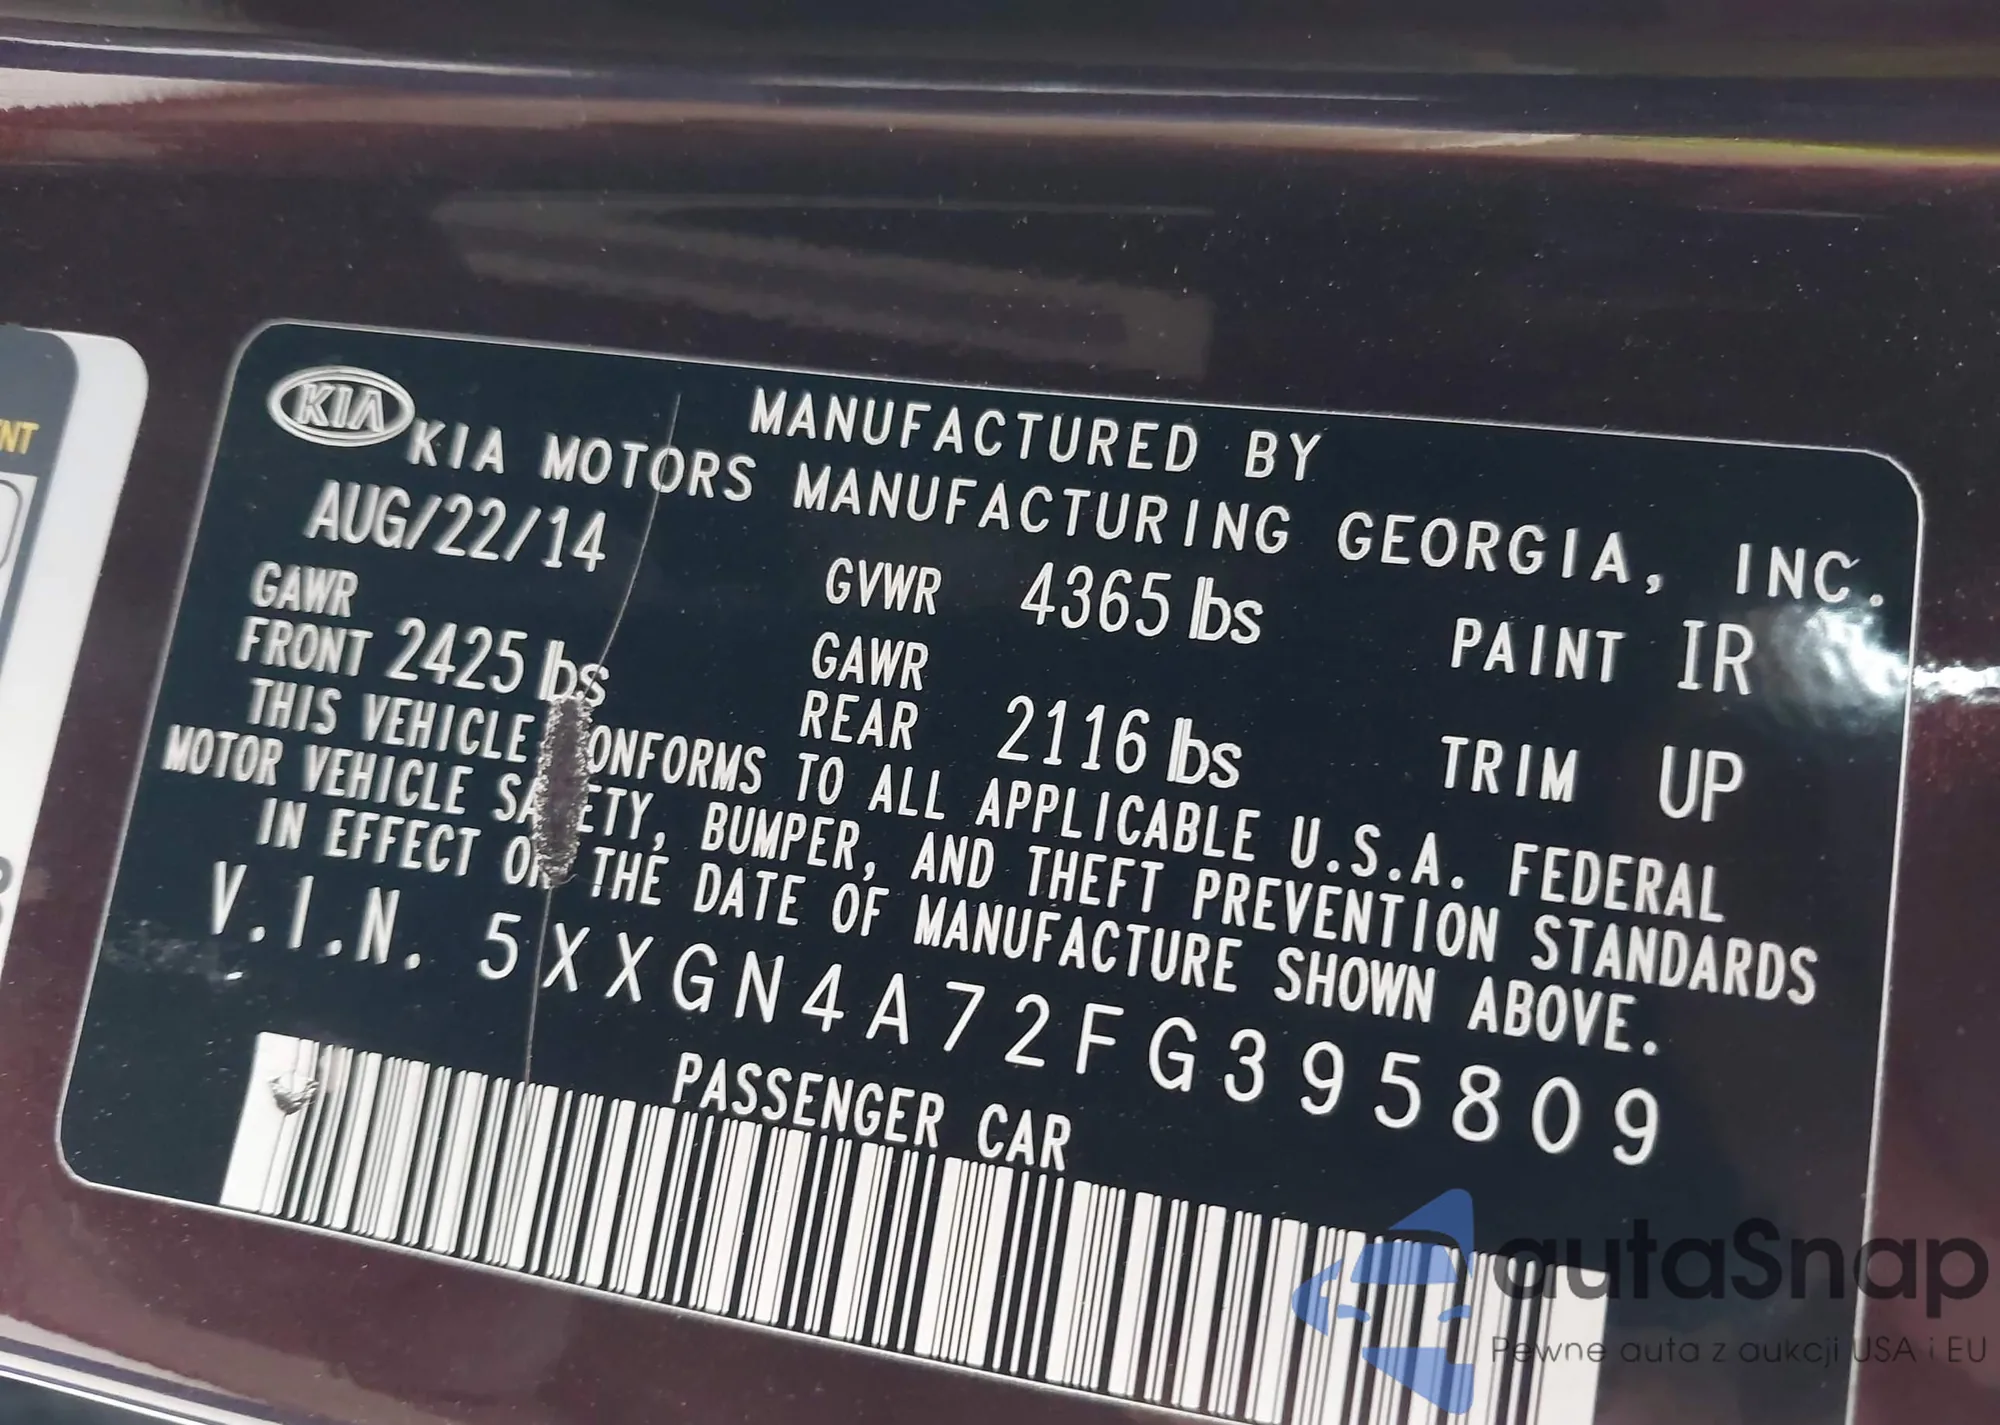 NT
KIA
MANUFACTURED BY
KIA MOTORS MANUFACTURING GEORGIA, INC.
AUG/22/14
GVWR 4365 lbs
PAINT IR
GAWR
FRONT 2425 lbs
GAWR
REAR 2116 lbs
TRIM UP
THIS VEHICLE ONFORMS TO ALL APPLICABLE U.S.A. FEDERAL
MOTOR VEHICLE SA ETY, BUMPER, AND THEFT PREVENTION STANDARDS
IN EFFECT ON THE DATE OF MANUFACTURE SHOWN ABOVE.
V.I.N. 5XXGN4A72FG395809
PASSENGER CAR
autaSnap
Pewne auta z aukcji USA i EU